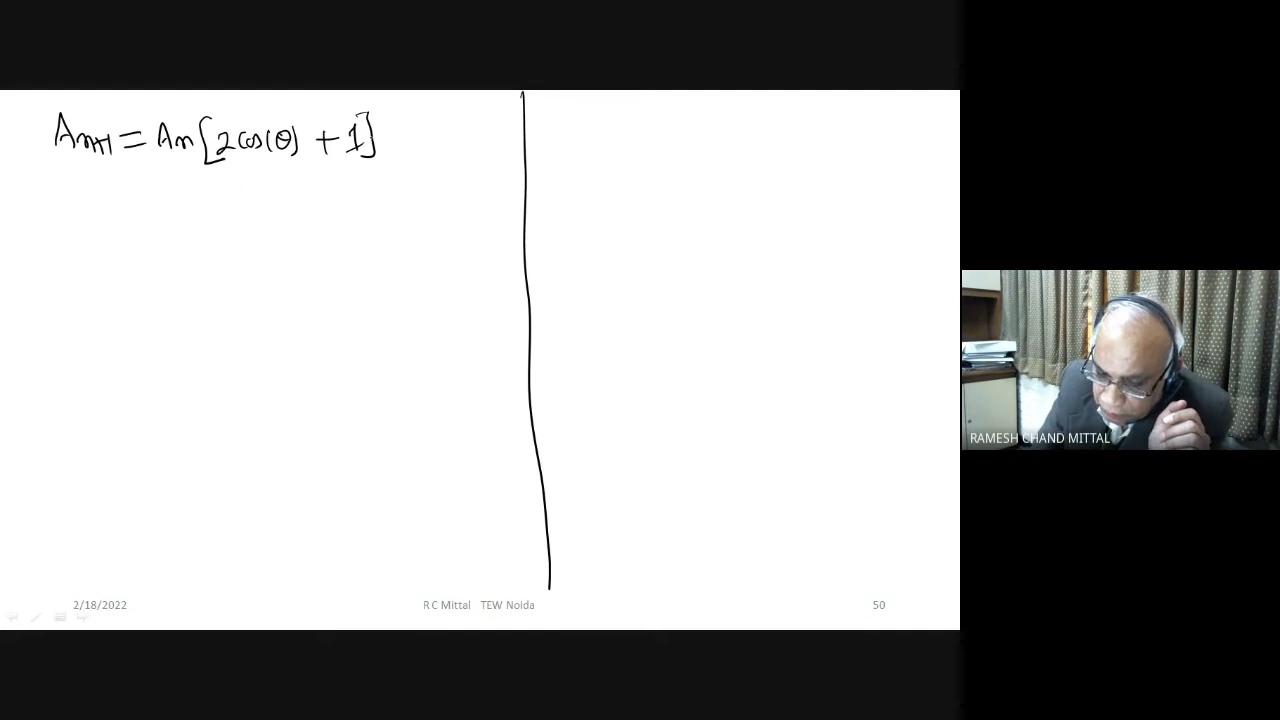 An+1 = An[2cos(θ) + 1]
RAMESH CHAND MITTAL
2/18/2022
R C Mittal TEW Noida
50